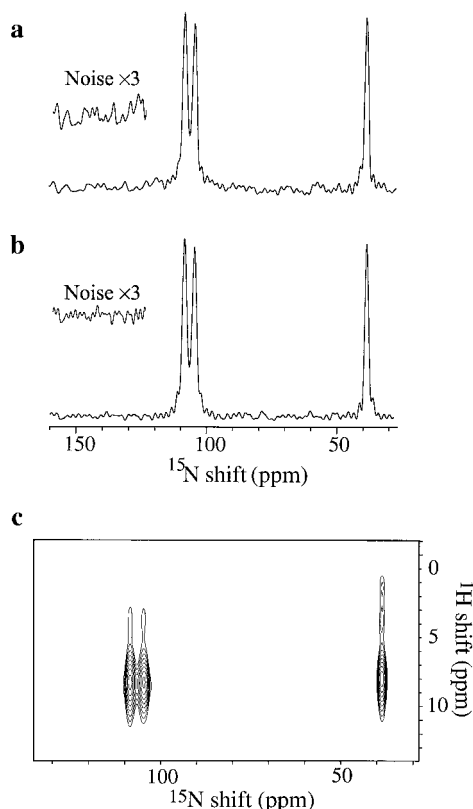 a
Noise ×3
b
Noise ×3
150 100 50
¹⁵N shift (ppm)
c
0
5
10
¹H shift (ppm)
100 50
¹⁵N shift (ppm)